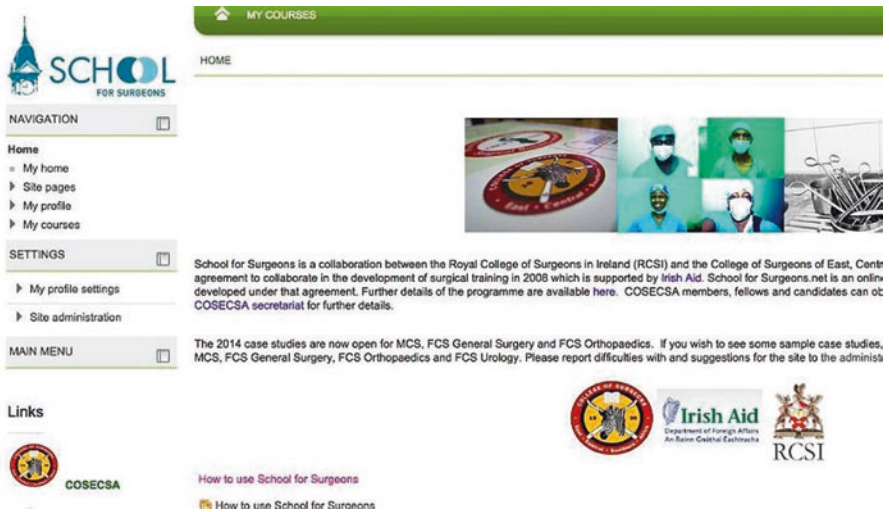 MY COURSES
SCHOOL
FOR SURGEONS
HOME
NAVIGATION
Home
My home
Site pages
My profile
My courses
SETTINGS
My profile settings
Site administration
MAIN MENU
Links
COSECSA
School for Surgeons is a collaboration between the Royal College of Surgeons in Ireland (RCSI) and the College of Surgeons of East, Centr
agreement to collaborate in the development of surgical training in 2008 which is supported by Irish Aid. School for Surgeons.net is an online
developed under that agreement. Further details of the programme are available here. COSECSA members, fellows and candidates can ob
COSECSA secretariat for further details.
The 2014 case studies are now open for MCS, FCS General Surgery and FCS Orthopaedics. If you wish to see some sample case studies,
MCS, FCS General Surgery, FCS Orthopaedics and FCS Urology. Please report difficulties with and suggestions for the site to the administ
COLLEGE OF SURGEONS
Irish Aid
Department of Foreign Affairs
An Roinn Gnóthaí Eachtracha
RCSI
How to use School for Surgeons
How to use School for Surgeons